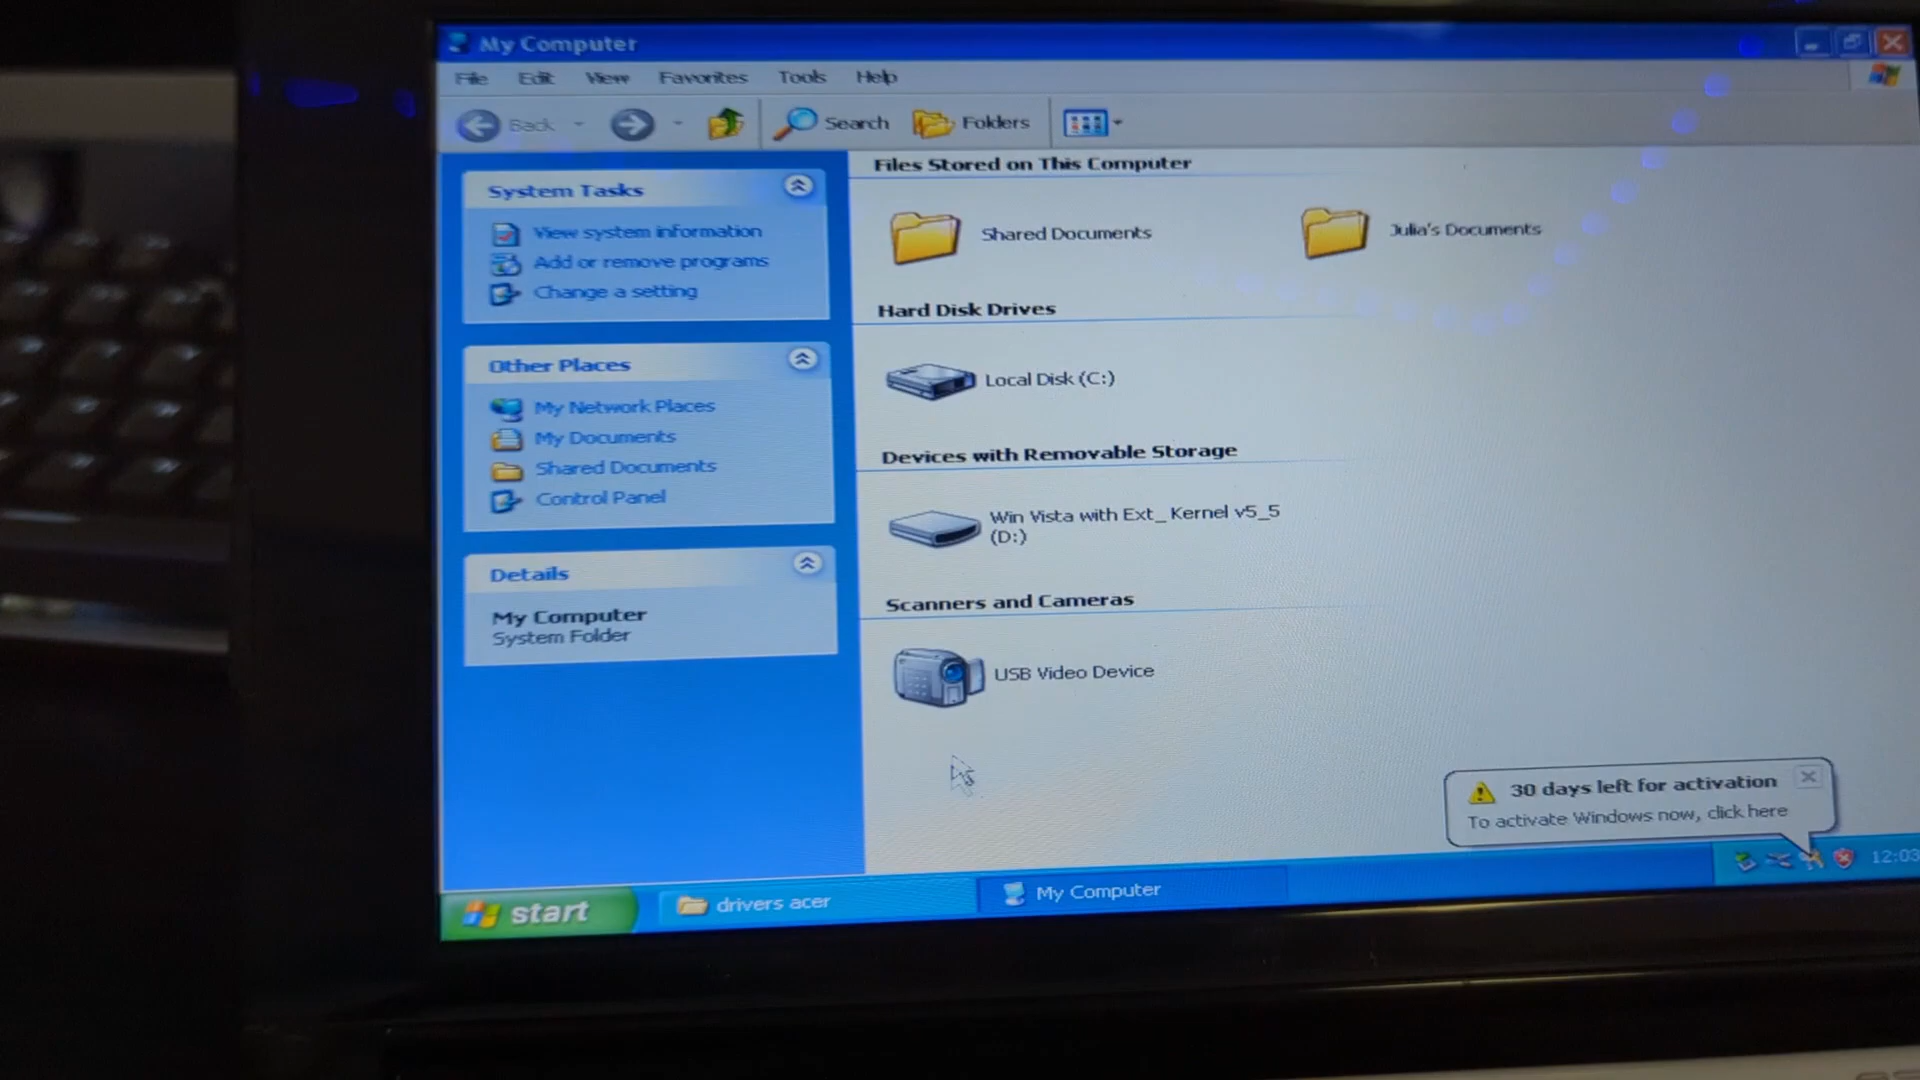 My Computer
File Edit View Favorites Tools Help
Back Search Folders
System Tasks
View system information
Add or remove programs
Change a setting
Other Places
My Network Places
My Documents
Shared Documents
Control Panel
Details
My Computer
System Folder
Files Stored on This Computer
Shared Documents Julia's Documents
Hard Disk Drives
Local Disk (C:)
Devices with Removable Storage
Win Vista with Ext_ Kernel v5_5
(D:)
Scanners and Cameras
USB Video Device
30 days left for activation
To activate Windows now, click here
start drivers acer My Computer 12:03